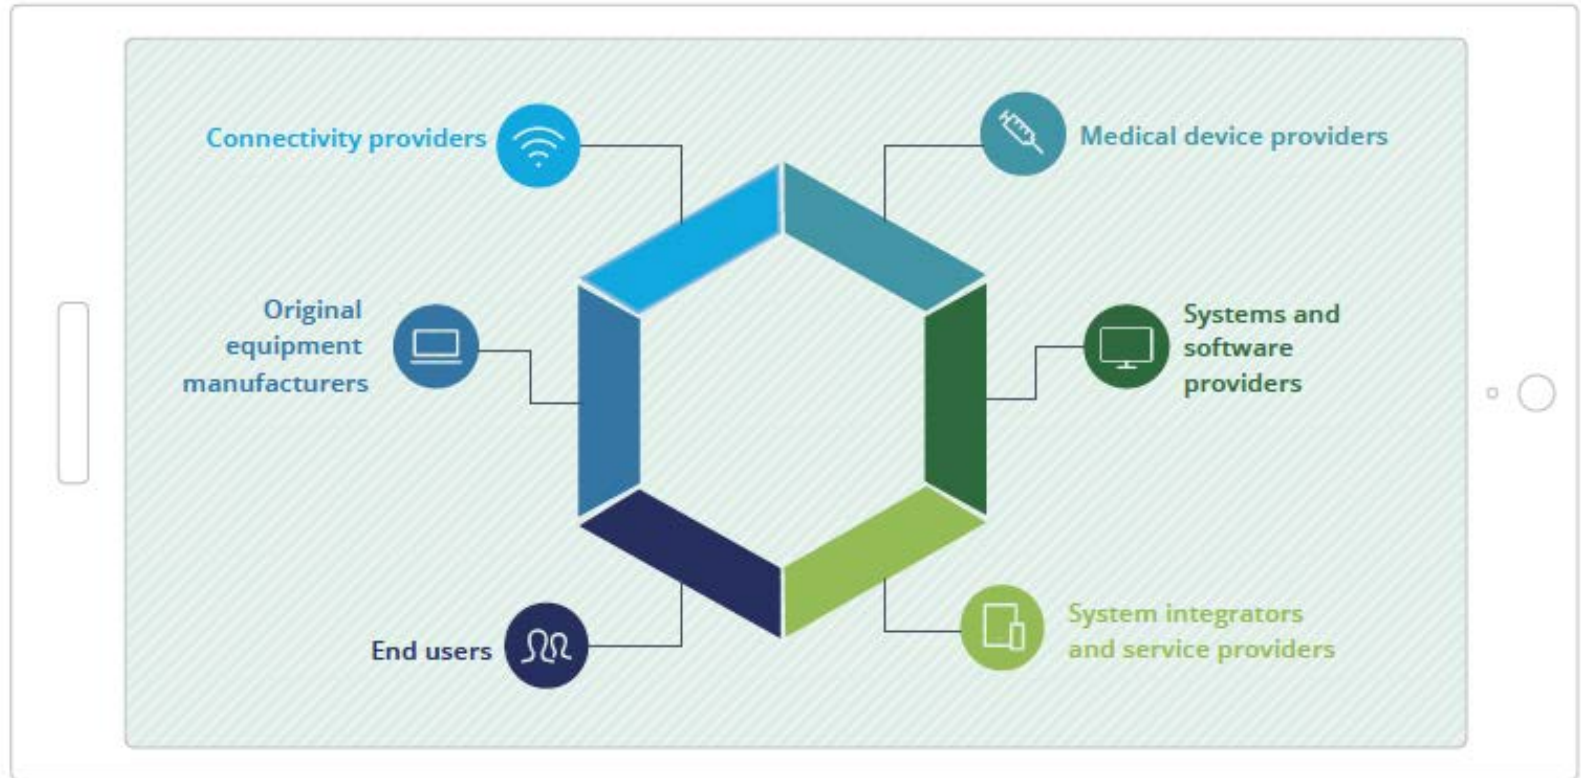 Connectivity providers
Medical device providers
Original
equipment
manufacturers
Systems and
software
providers
End users
System integrators
and service providers